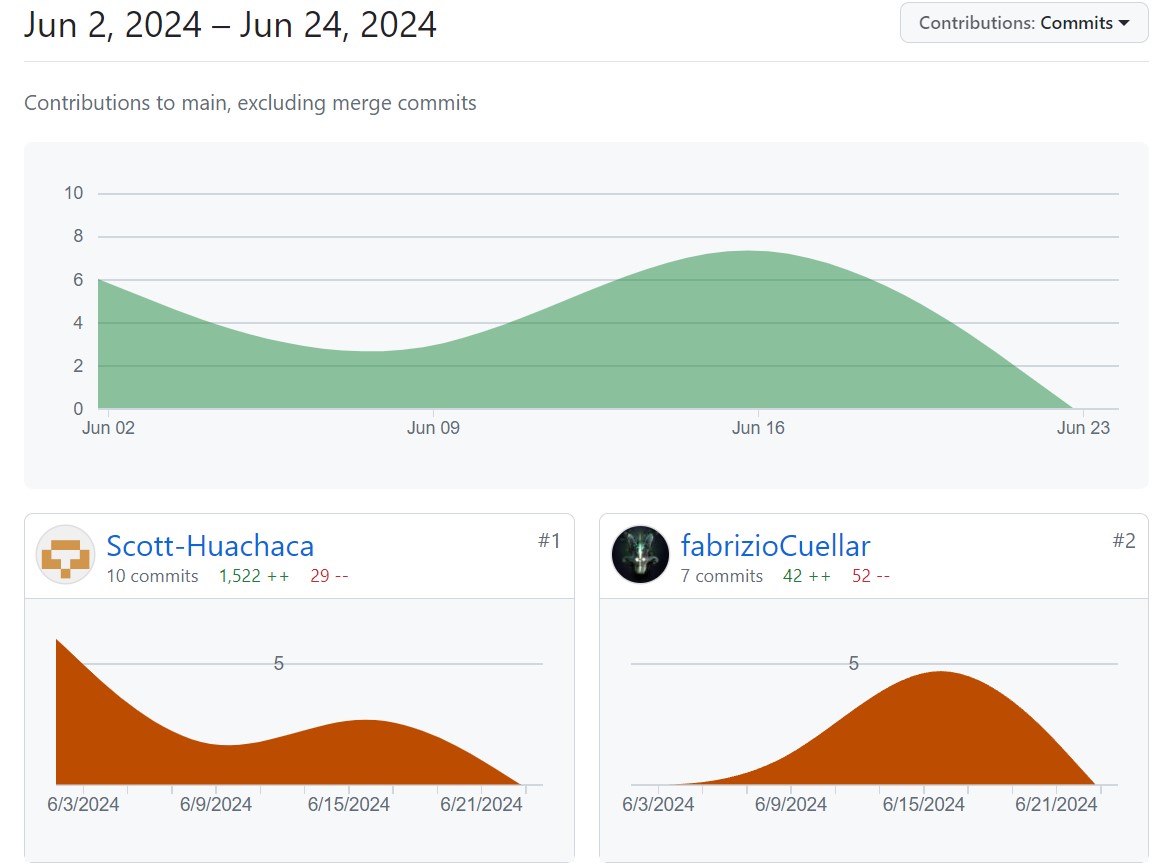 Jun 2, 2024 – Jun 24, 2024
Contributions: Commits
Contributions to main, excluding merge commits
10
8
6
4
2
0
Jun 02 Jun 09 Jun 16 Jun 23
Scott-Huachaca #1
10 commits 1,522 ++ 29 --
5
6/3/2024 6/9/2024 6/15/2024 6/21/2024
fabrizioCuellar #2
7 commits 42 ++ 52 --
5
6/3/2024 6/9/2024 6/15/2024 6/21/2024